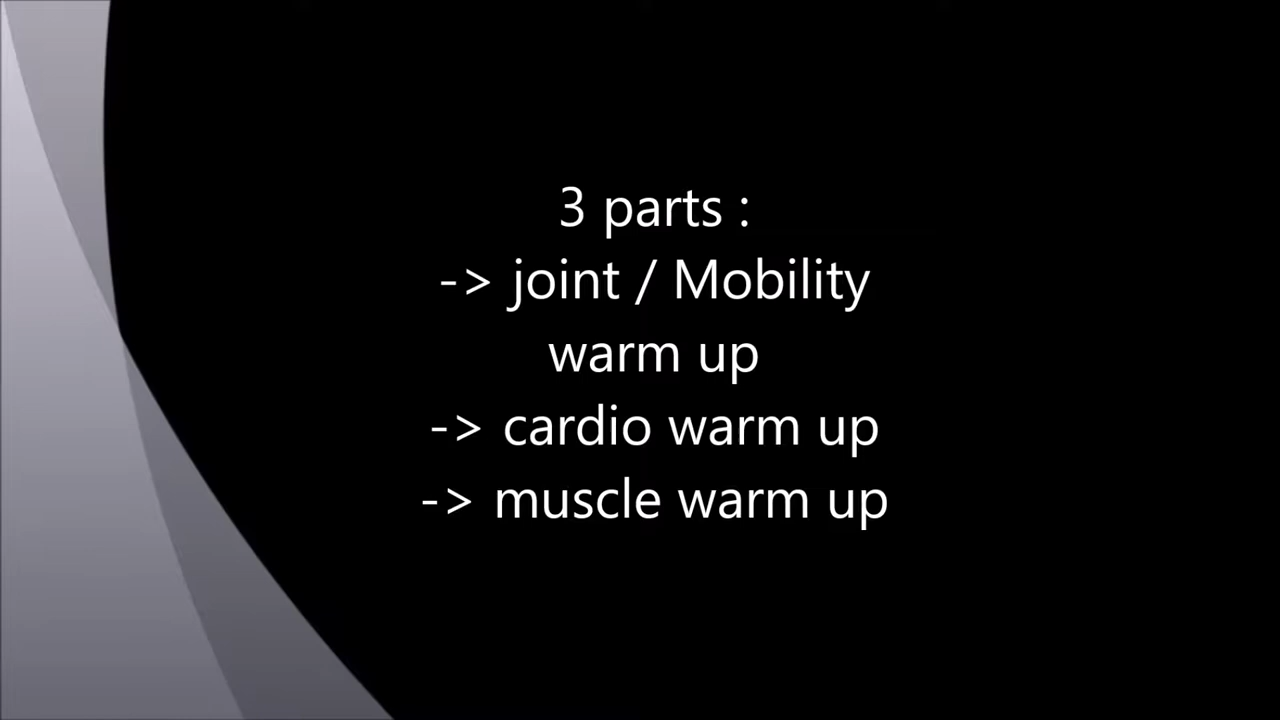 3 parts :
-> joint / Mobility
warm up
-> cardio warm up
-> muscle warm up